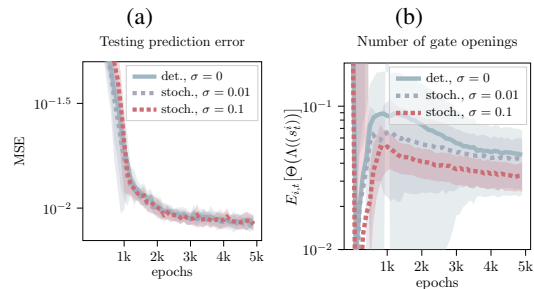 (a)
Testing prediction error
det., σ = 0
stoch., σ = 0.01
stoch., σ = 0.1
MSE
10^−1.5
10^−2
1k 2k 3k 4k 5k
epochs
(b)
Number of gate openings
det., σ = 0
stoch., σ = 0.01
stoch., σ = 0.1
10^−1
10^−2
1k 2k 3k 4k 5k
epochs